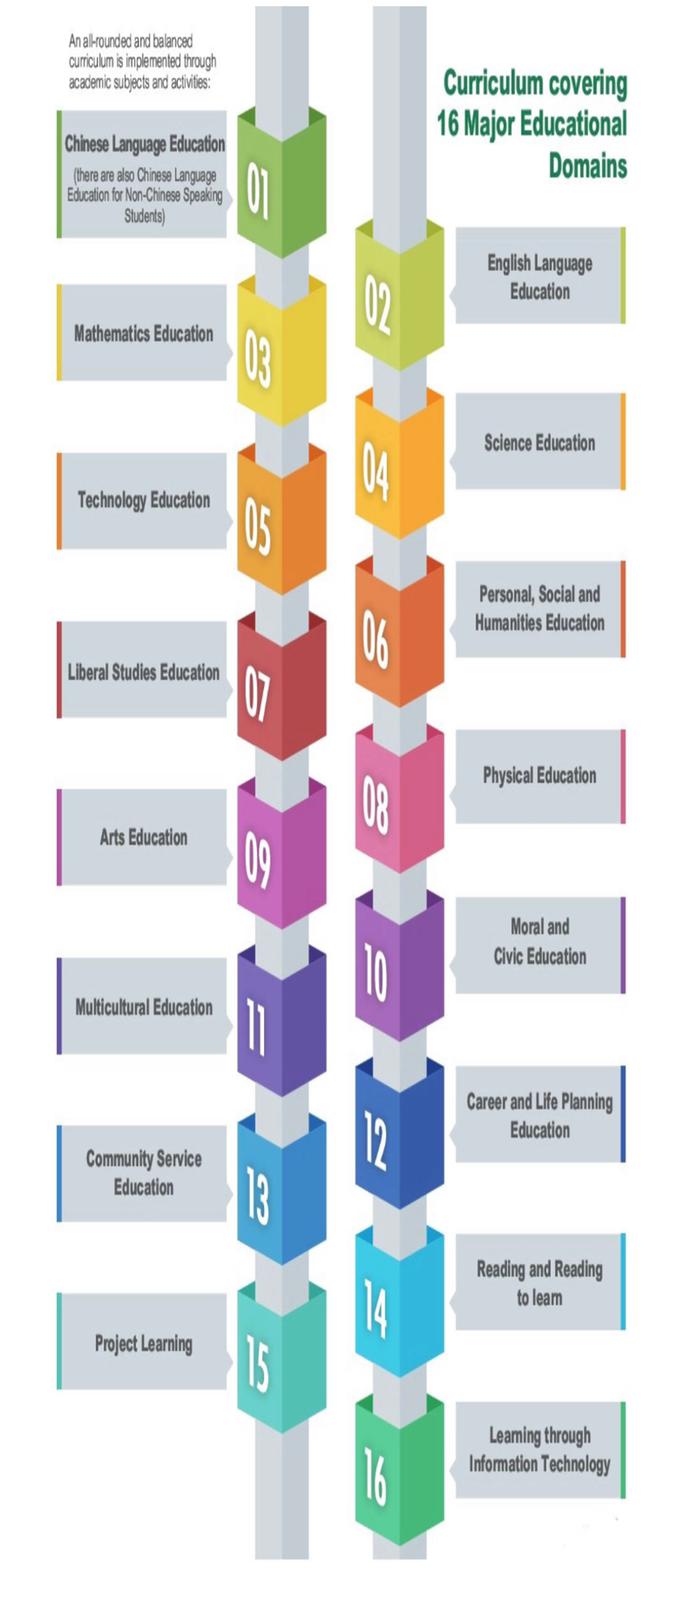 An all-rounded and balanced
curriculum is implemented through
academic subjects and activities:
Curriculum covering
16 Major Educational
Domains
Chinese Language Education
(there are also Chinese Language
Education for Non-Chinese Speaking
Students)
01
02
English Language
Education
Mathematics Education
03
04
Science Education
Technology Education
05
06
Personal, Social and
Humanities Education
Liberal Studies Education
07
08
Physical Education
Arts Education
09
10
Moral and
Civic Education
Multicultural Education
11
12
Career and Life Planning
Education
Community Service
Education
13
14
Reading and Reading
to learn
Project Learning
15
16
Learning through
Information Technology